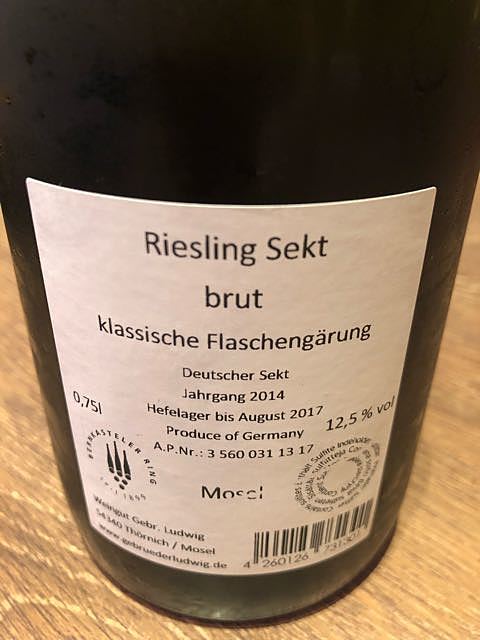 Riesling Sekt
brut
klassische Flaschengärung
Deutscher Sekt
Jahrgang 2014
0,75l
Hefelager bis August 2017
12,5 % vol
Produce of Germany
A.P.Nr.: 3 560 031 13 17
BERNKASTELER RING
Mosel
Weingut Gebr. Ludwig
54340 Thörnich / Mosel
www.gebruederludwig.de
4 260126